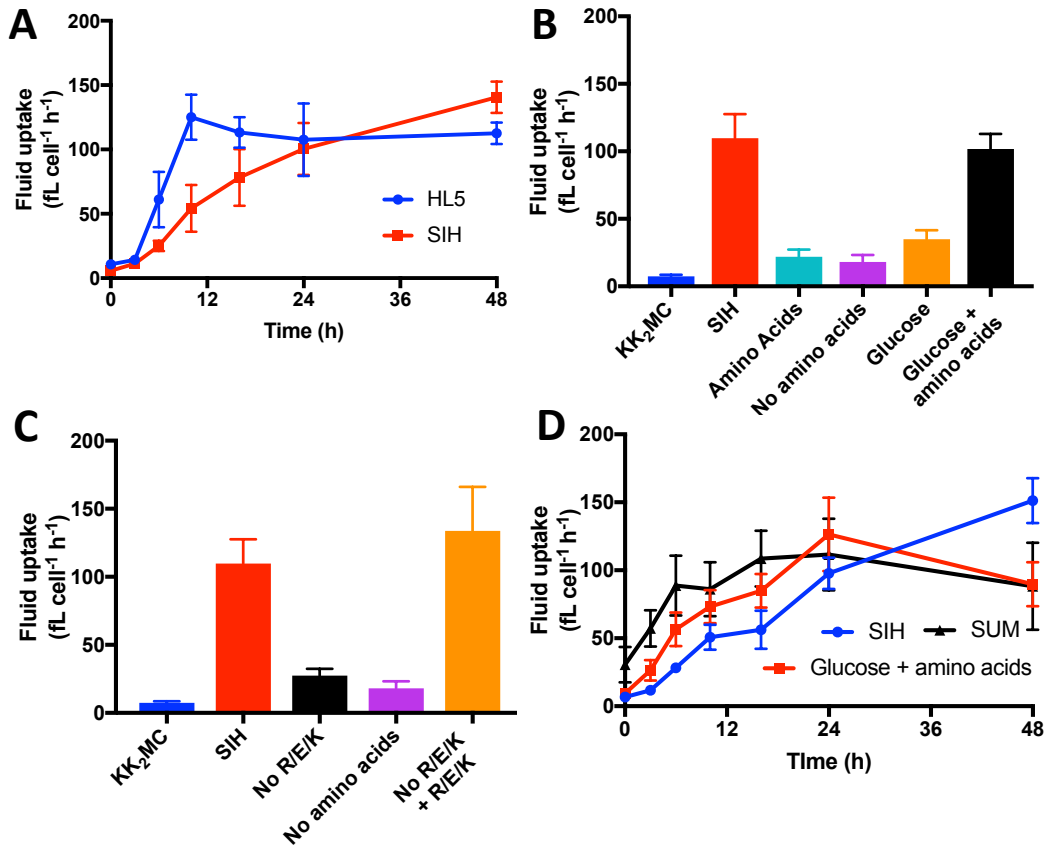 A
Fluid uptake
(fL cell⁻¹ h⁻¹)
200
150
100
50
0
HL5
SIH
0
12
24
36
48
Time (h)
B
Fluid uptake
(fL cell⁻¹ h⁻¹)
200
150
100
50
0
KK₂MC
SIH
Amino Acids
No amino acids
Glucose
Glucose +
amino acids
C
Fluid uptake
(fL cell⁻¹ h⁻¹)
200
150
100
50
0
KK₂MC
SIH
No R/E/K
No amino acids
No R/E/K
+ R/E/K
D
Fluid uptake
(fL cell⁻¹ h⁻¹)
200
150
100
50
0
SIH
SUM
Glucose + amino acids
0
12
24
36
48
TIme (h)